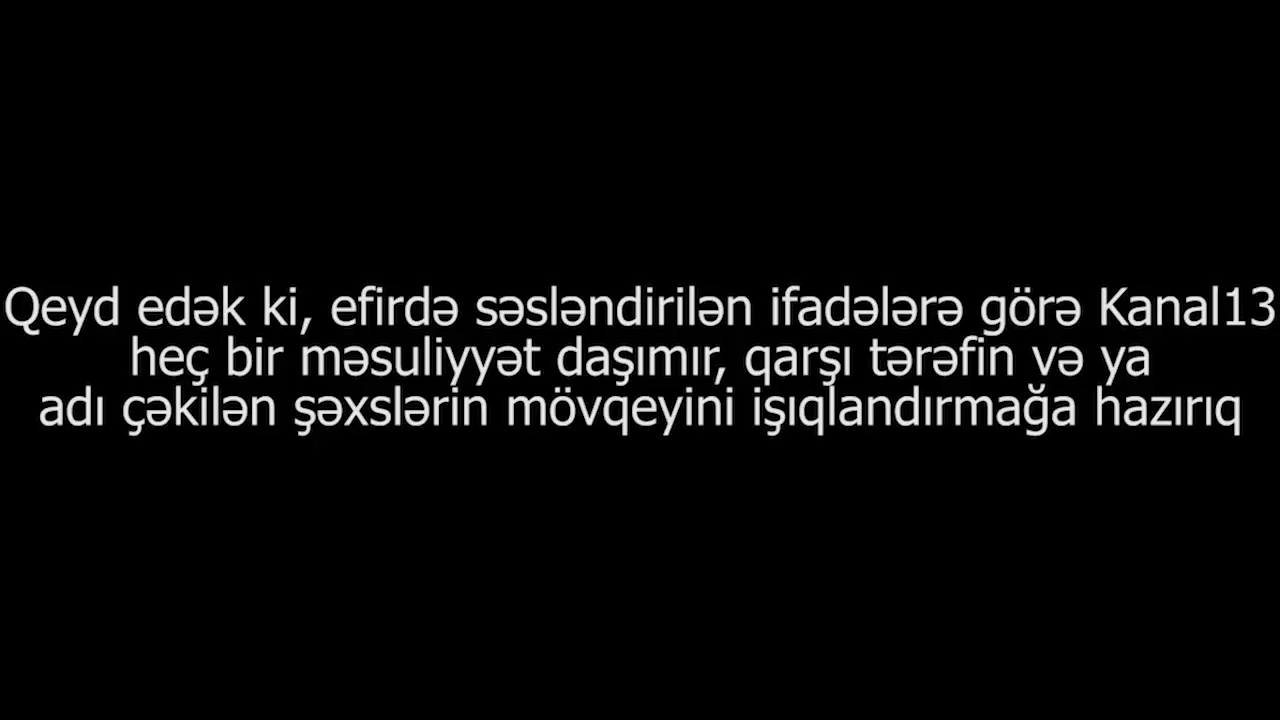 Qeyd edək ki, efirdə səsləndirilən ifadələrə görə Kanal13
heç bir məsuliyyət daşımır, qarşı tərəfin və ya
adı çəkilən şəxslərin mövqeyini işıqlandırmağa hazırıq